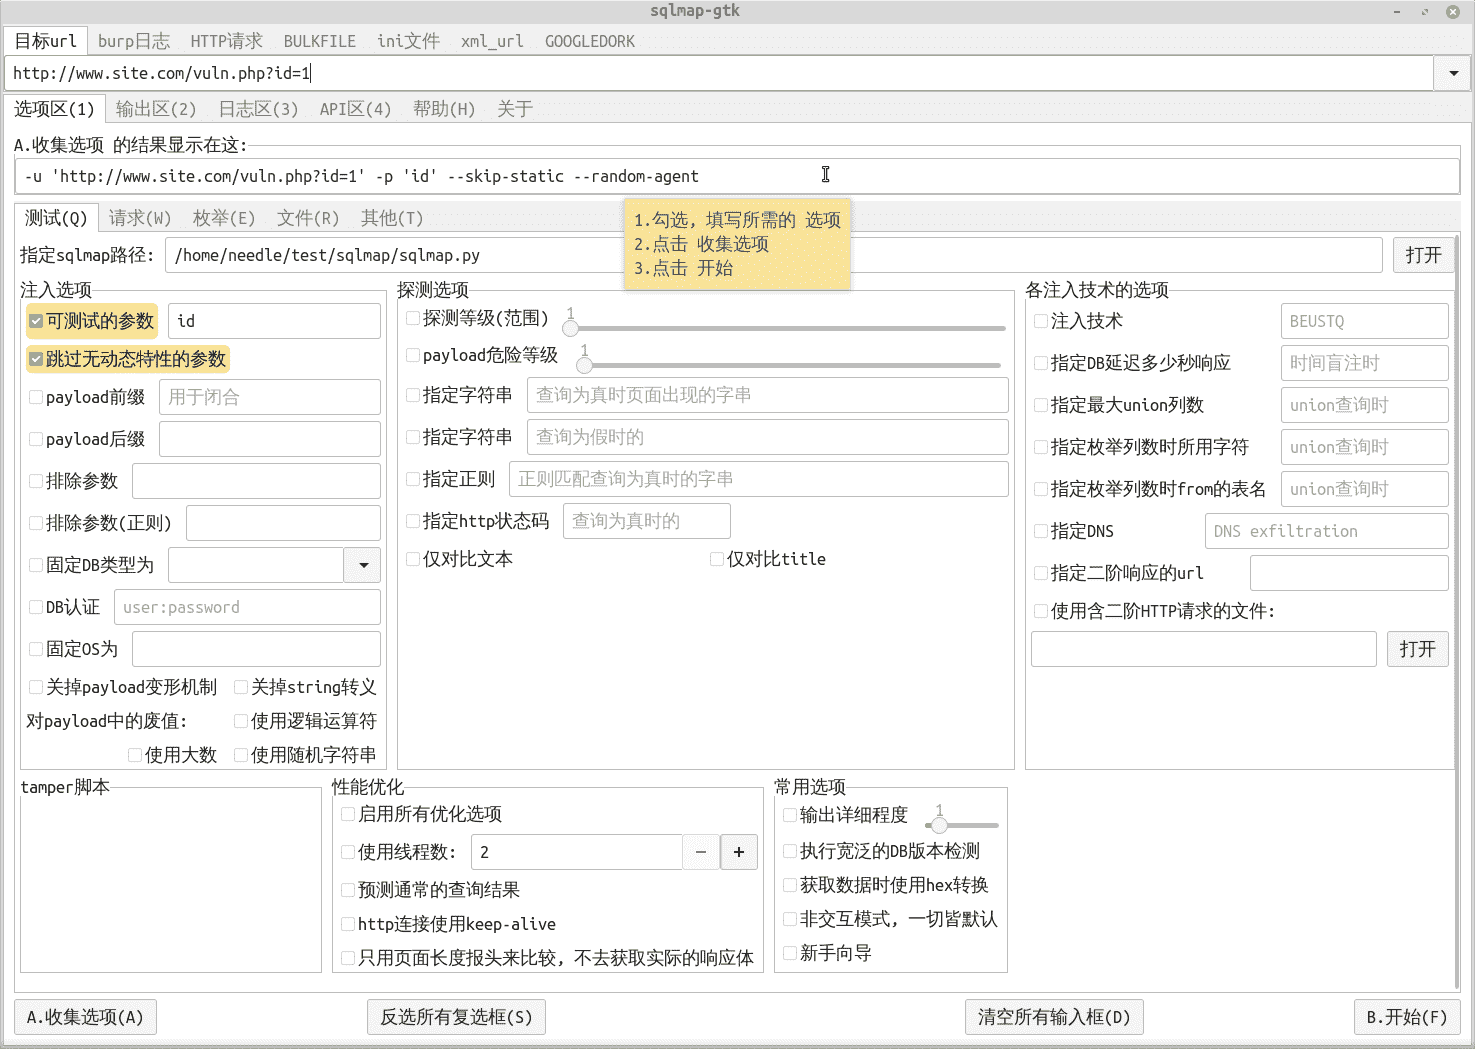 sqlmap-gtk
目标url burp日志 HTTP请求 BULKFILE ini文件 xml_url GOOGLEDORK
http://www.site.com/vuln.php?id=1
选项区(1) 输出区(2) 日志区(3) API区(4) 帮助(H) 关于
A.收集选项 的结果显示在这:
-u 'http://www.site.com/vuln.php?id=1' -p 'id' --skip-static --random-agent
测试(Q) 请求(W) 枚举(E) 文件(R) 其他(T)
1.勾选, 填写所需的 选项
2.点击 收集选项
3.点击 开始
指定sqlmap路径: /home/needle/test/sqlmap/sqlmap.py 打开
注入选项
可测试的参数 id
跳过无动态特性的参数
payload前缀 用于闭合
payload后缀
排除参数
排除参数(正则)
固定DB类型为
DB认证 user:password
固定OS为
关掉payload变形机制 关掉string转义
对payload中的废值: 使用逻辑运算符
使用大数 使用随机字符串
探测选项
探测等级(范围) 1
payload危险等级 1
指定字符串 查询为真时页面出现的字串
指定字符串 查询为假时的
指定正则 正则匹配查询为真时的字串
指定http状态码 查询为真时的
仅对比文本 仅对比title
各注入技术的选项
注入技术 BEUSTQ
指定DB延迟多少秒响应 时间盲注时
指定最大union列数 union查询时
指定枚举列数时所用字符 union查询时
指定枚举列数时from的表名 union查询时
指定DNS DNS exfiltration
指定二阶响应的url
使用含二阶HTTP请求的文件:
打开
tamper脚本
性能优化
启用所有优化选项
使用线程数: 2 − +
预测通常的查询结果
http连接使用keep-alive
只用页面长度报头来比较, 不去获取实际的响应体
常用选项
输出详细程度 1
执行宽泛的DB版本检测
获取数据时使用hex转换
非交互模式, 一切皆默认
新手向导
A.收集选项(A) 反选所有复选框(S) 清空所有输入框(D) B.开始(F)